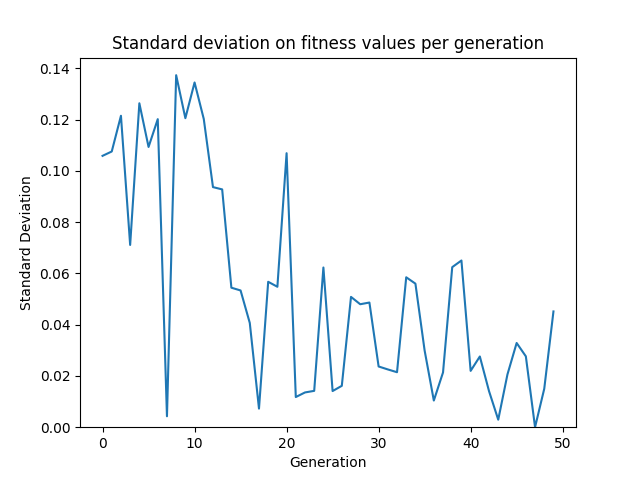 Standard deviation on fitness values per generation
0.14
0.12
0.10
0.08
0.06
0.04
0.02
0.00
Standard Deviation
0 10 20 30 40 50
Generation